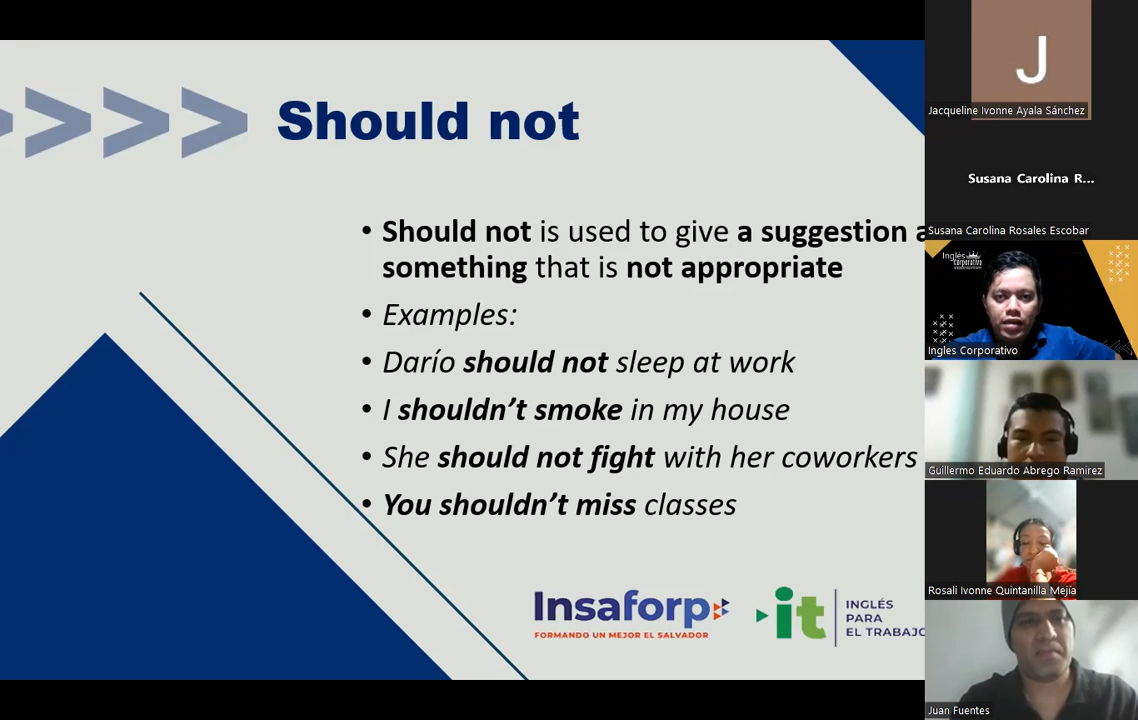 Should not
• Should not is used to give a suggestion
something that is not appropriate
• Examples:
• Darío should not sleep at work
• I shouldn't smoke in my house
• She should not fight with her coworkers
• You shouldn't miss classes
Insaforp
FORMANDO UN MEJOR EL SALVADOR
it
INGLÉS
PARA
EL TRABAJO
J
Jacqueline Ivonne Ayala Sánchez
Susana Carolina R...
Susana Carolina Rosales Escobar
Inglés
corporativo
Ingles Corporativo
Guillermo Eduardo Abrego Ramirez
Rosali Ivonne Quintanilla Mejía
Juan Fuentes